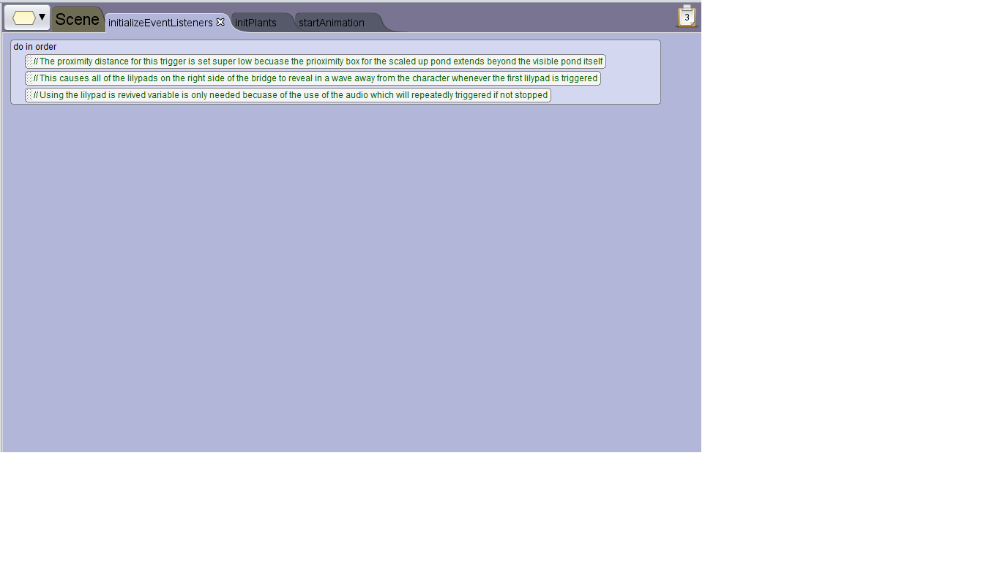 Scene
initializeEventListeners
initPlants
startAnimation
3
do in order
//The proximity distance for this trigger is set super low becuase the prioximity box for the scaled up pond extends beyond the visible pond itself
//This causes all of the lilypads on the right side of the bridge to reveal in a wave away from the character whenever the first lilypad is triggered
//Using the lilypad is revived variable is only needed becuase of the use of the audio which will repeatedly triggered if not stopped